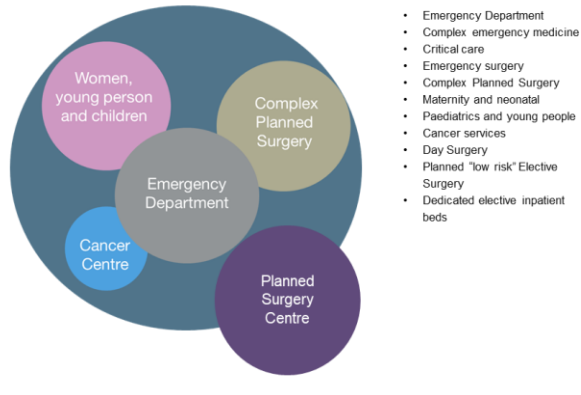 Women,
young person
and children
Complex
Planned
Surgery
Emergency
Department
Cancer
Centre
Planned
Surgery
Centre
• Emergency Department
• Complex emergency medicine
• Critical care
• Emergency surgery
• Complex Planned Surgery
• Maternity and neonatal
• Paediatrics and young people
• Cancer services
• Day Surgery
• Planned "low risk" Elective
Surgery
• Dedicated elective inpatient
beds